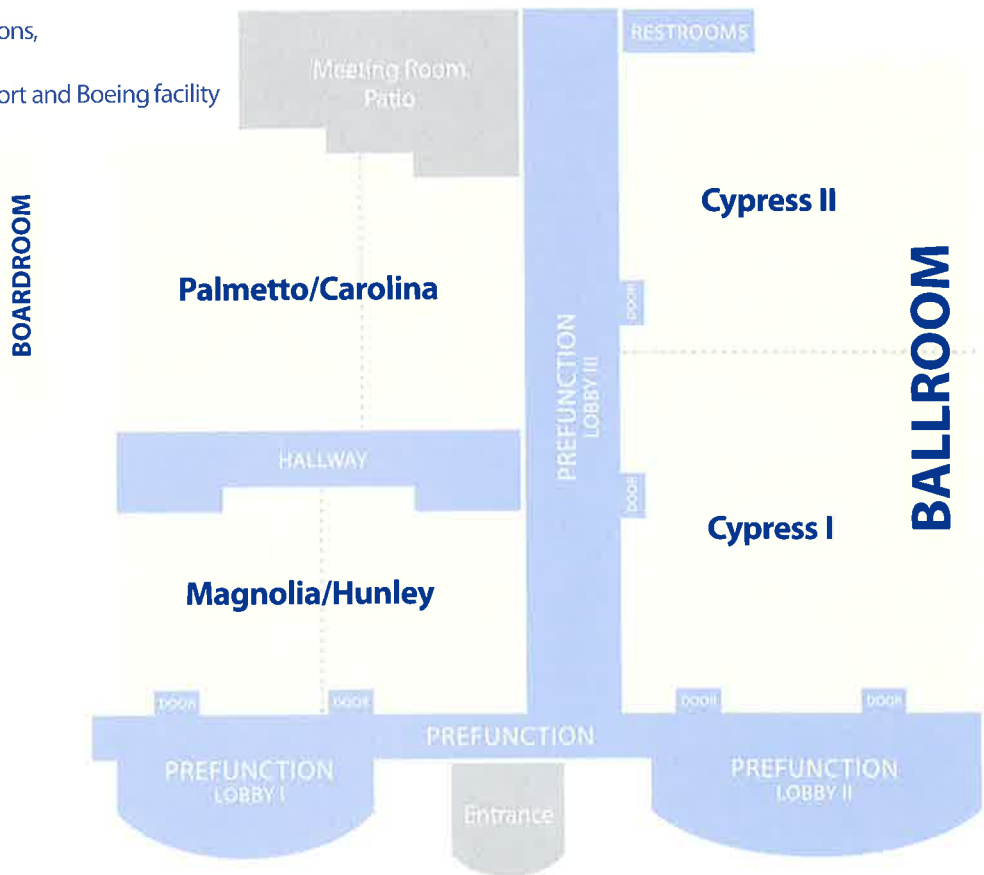 ons,
ort and Boeing facility
Meeting Room
Patio
RESTROOMS
BOARDROOM
Cypress II
Palmetto/Carolina
DOOR
BALLROOM
PREFUNCTION
LOBBY III
HALLWAY
DOOR
Cypress I
Magnolia/Hunley
DOOR
DOOR
DOOR
DOOR
PREFUNCTION
PREFUNCTION
LOBBY I
PREFUNCTION
LOBBY II
Entrance